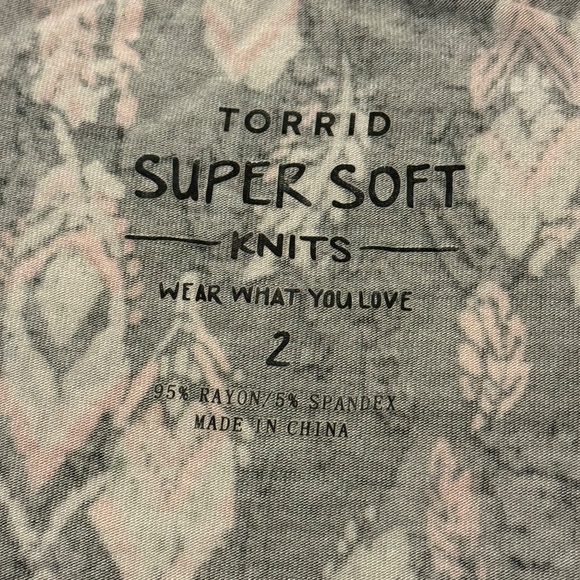 TORRID
SUPER SOFT
KNITS
WEAR WHAT YOU LOVE
2
95% RAYON/5% SPANDEX
MADE IN CHINA